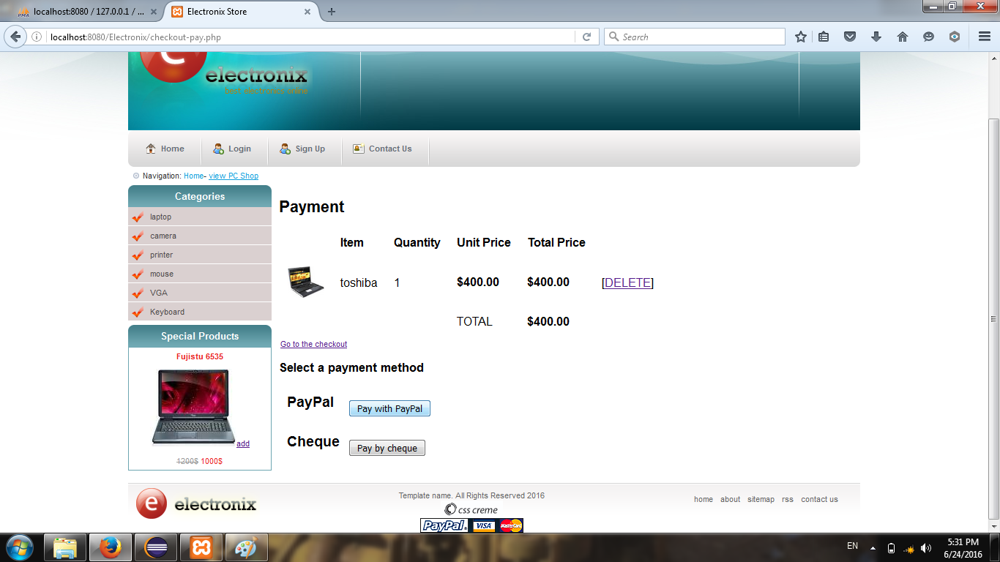 localhost:8080 / 127.0.0.1 / ...
Electronix Store
localhost:8080/Electronix/checkout-pay.php
Search
electronix
Home
Login
Sign Up
Contact Us
Navigation: Home- view PC Shop
Categories
laptop
camera
printer
mouse
VGA
Keyboard
Special Products
Fujistu 6535
add
1200$ 1000$
Payment
Item Quantity Unit Price Total Price
toshiba 1 $400.00 $400.00 [DELETE]
TOTAL $400.00
Go to the checkout
Select a payment method
PayPal Pay with PayPal
Cheque Pay by cheque
e electronix
Template name. All Rights Reserved 2016
css creme
PayPal VISA MasterCard
home about sitemap rss contact us
EN
5:31 PM
6/24/2016